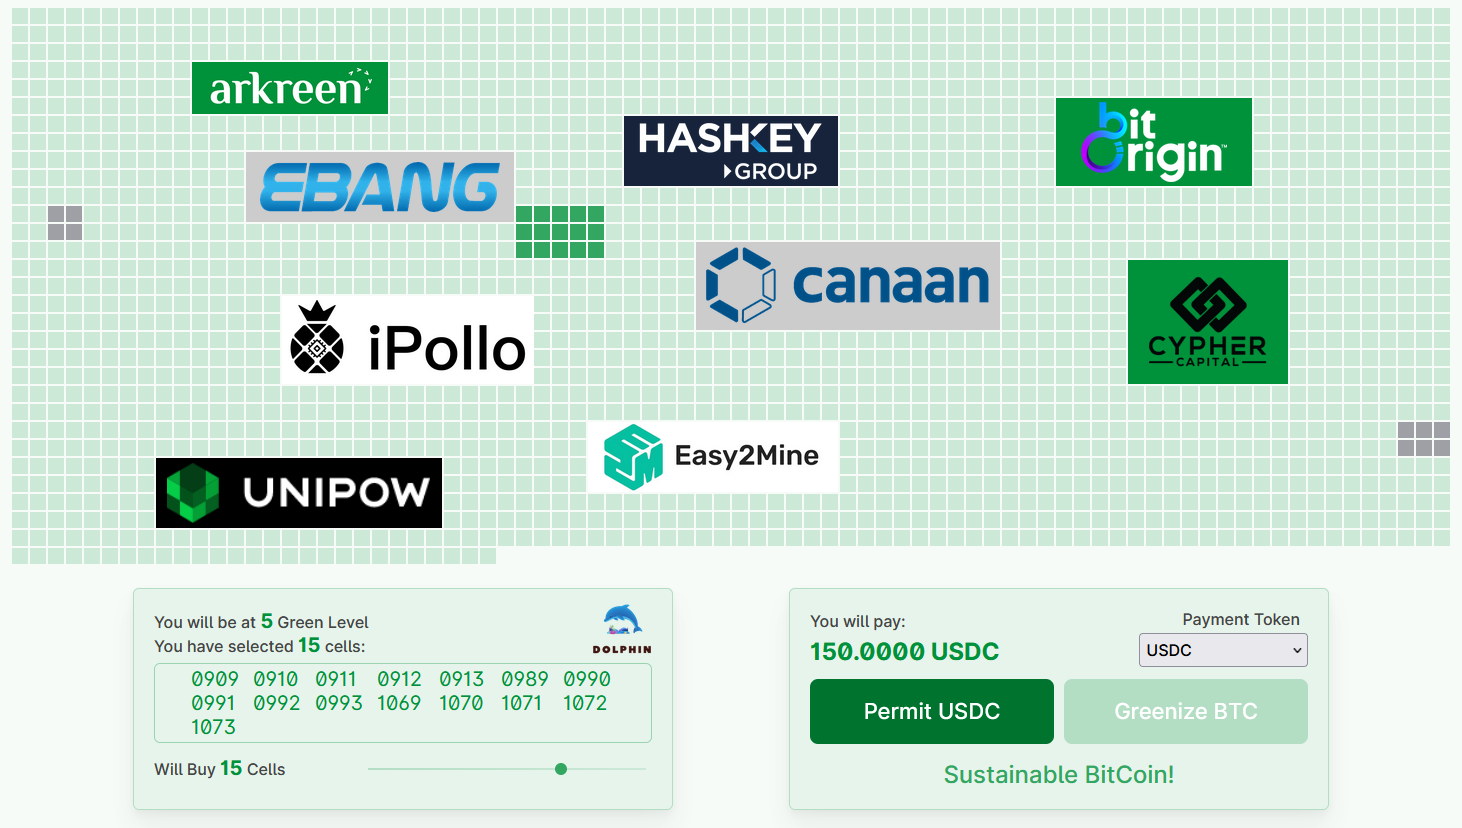 arkreen
HASHKEY
GROUP
bit
Origin™
EBANG
canaan
CYPHER
CAPITAL
iPollo
Easy2Mine
UNIPOW
You will be at 5 Green Level
You have selected 15 cells:
DOLPHIN
0909 0910 0911 0912 0913 0989 0990
0991 0992 0993 1069 1070 1071 1072
1073
Will Buy 15 Cells
You will pay:
150.0000 USDC
Payment Token
USDC
Permit USDC
Greenize BTC
Sustainable BitCoin!